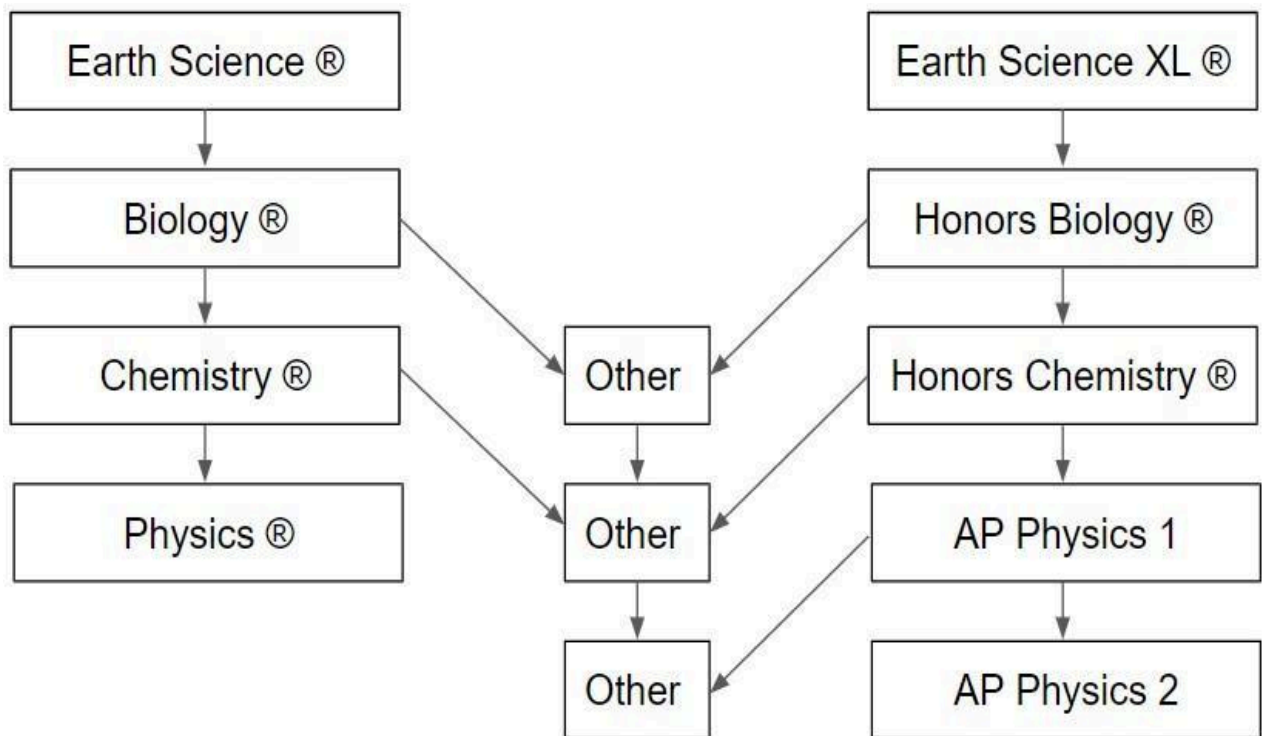 Earth Science ®
Earth Science XL ®
Biology ®
Honors Biology ®
Chemistry ®
Other
Honors Chemistry ®
Physics ®
Other
AP Physics 1
Other
AP Physics 2